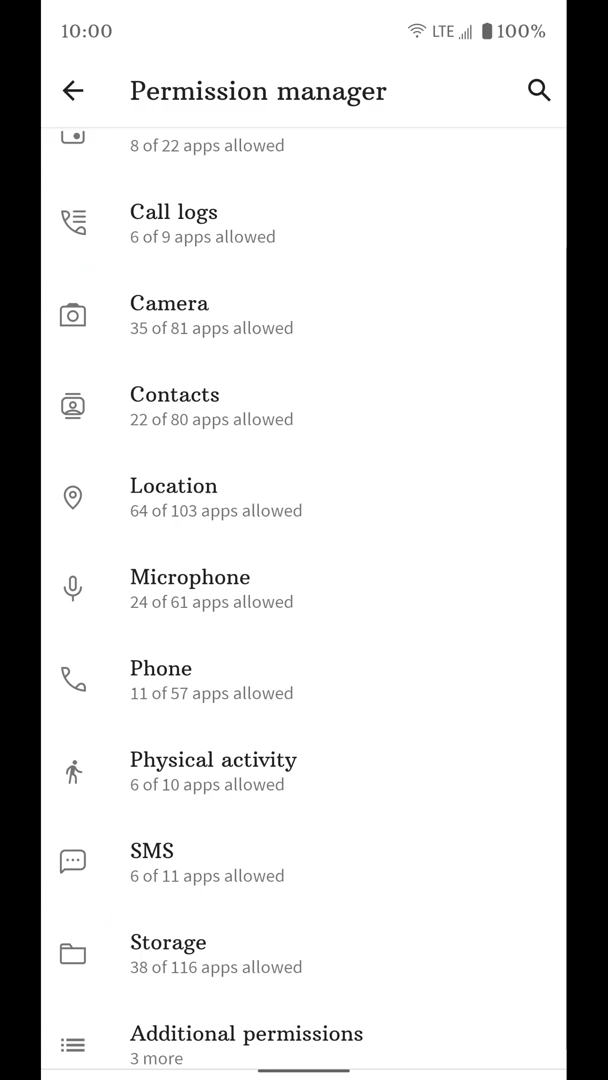 10:00 LTE 100%
Permission manager
8 of 22 apps allowed
Call logs
6 of 9 apps allowed
Camera
35 of 81 apps allowed
Contacts
22 of 80 apps allowed
Location
64 of 103 apps allowed
Microphone
24 of 61 apps allowed
Phone
11 of 57 apps allowed
Physical activity
6 of 10 apps allowed
SMS
6 of 11 apps allowed
Storage
38 of 116 apps allowed
Additional permissions
3 more